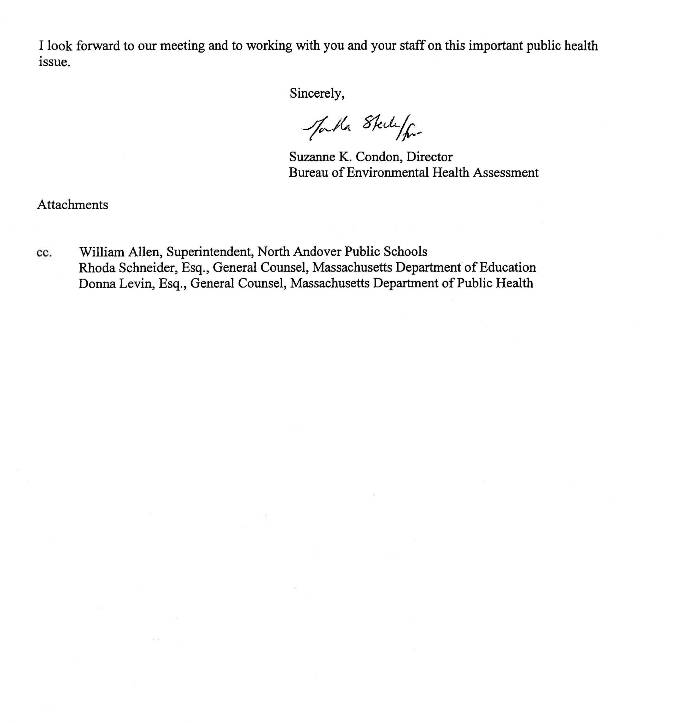 I look forward to our meeting and to working with you and your staff on this important public health
issue.
Sincerely,
Suzanne K. Condon, Director
Bureau of Environmental Health Assessment
Attachments
cc. William Allen, Superintendent, North Andover Public Schools
Rhoda Schneider, Esq., General Counsel, Massachusetts Department of Education
Donna Levin, Esq., General Counsel, Massachusetts Department of Public Health